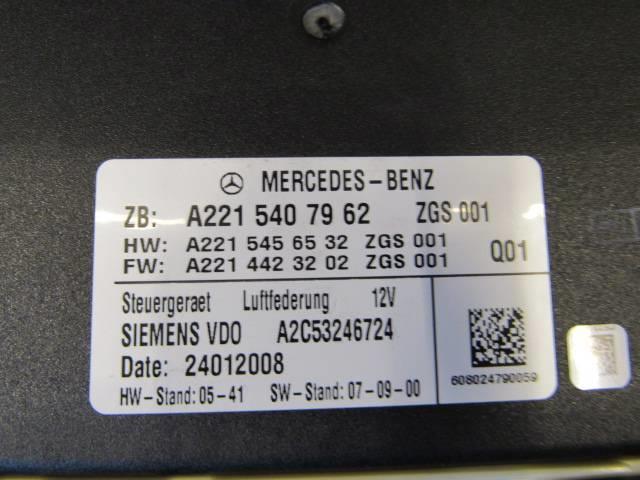 MERCEDES-BENZ
ZB: A221 540 79 62 ZGS 001
HW: A221 545 65 32 ZGS 001
FW: A221 442 32 02 ZGS 001 Q01
Steuergeraet Luftfederung 12V
SIEMENS VDO A2C53246724
Date: 24012008
HW-Stand: 05-41 SW-Stand: 07-09-00
608024790059